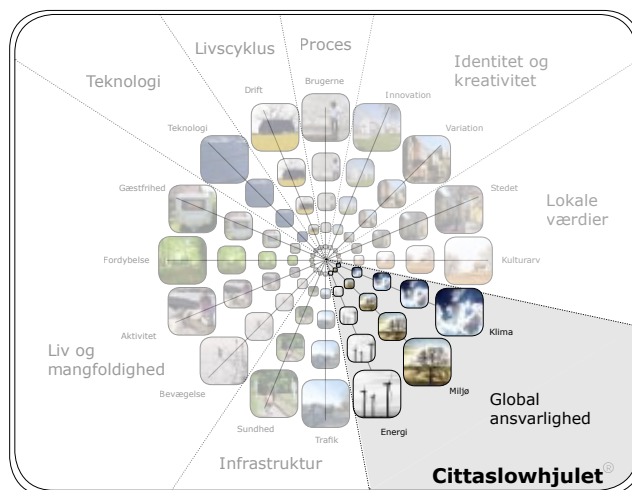 Livscyklus
Proces
Identitet og
kreativitet
Teknologi
Drift
Brugerne
Innovation
Teknologi
Variation
Gæstfrihed
Stedet
Lokale
værdier
Fordybelse
Kulturarv
Aktivitet
Klima
Liv og
mangfoldighed
Bevægelse
Miljø
Global
ansvarlighed
Sundhed
Trafik
Energi
Infrastruktur
Cittaslowhjulet®